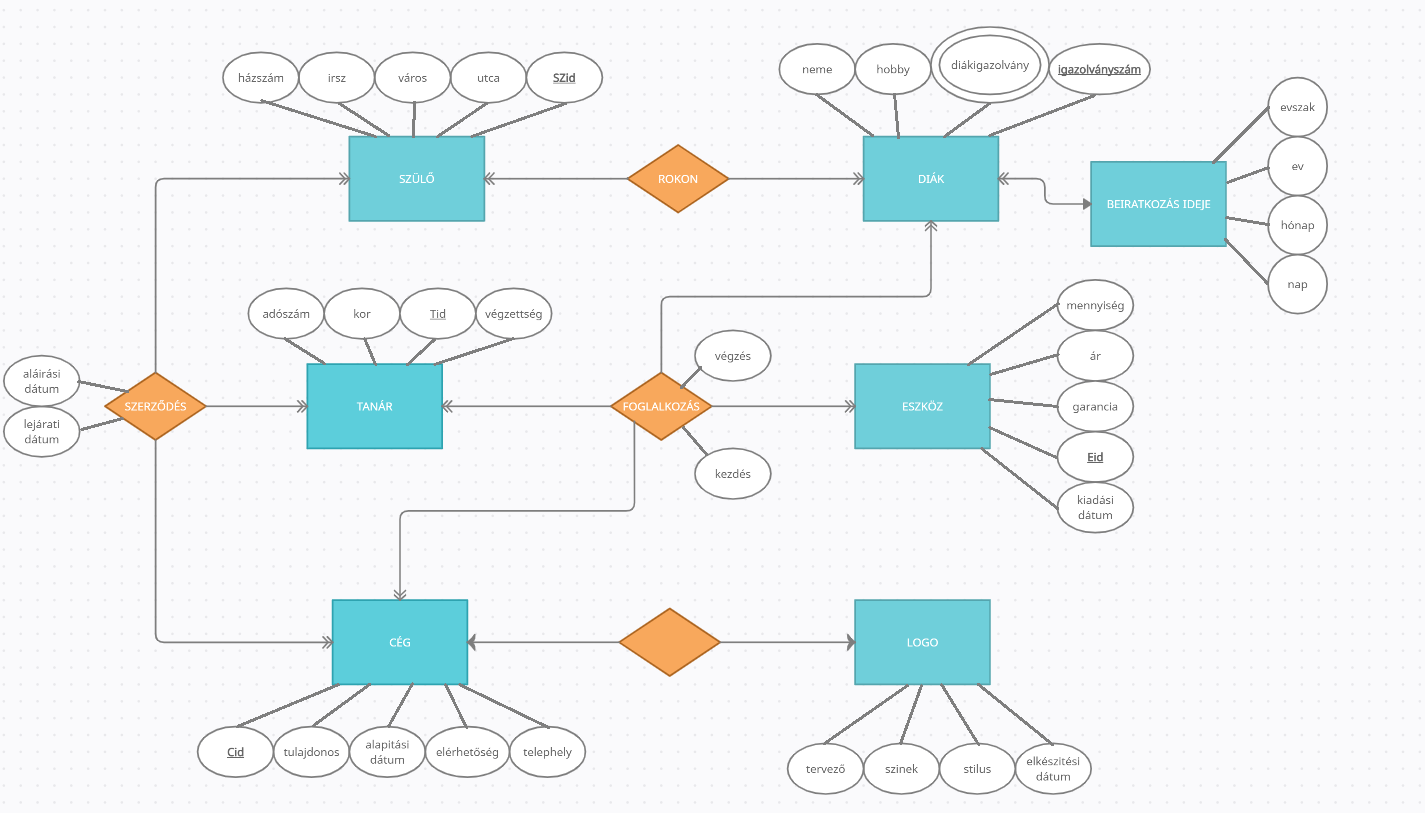 házszám
irsz
város
utca
SZid
neme
hobby
diákigazolvány
igazolványszám
evszak
ev
hónap
nap
SZÜLŐ
ROKON
DIÁK
BEIRATKOZÁS IDEJE
adószám
kor
Tid
végzettség
mennyiség
ár
garancia
Eid
kiadási
dátum
végzés
aláirási
dátum
lejárati
dátum
SZERZŐDÉS
TANÁR
FOGLALKOZÁS
ESZKÖZ
kezdés
CÉG
LOGO
Cid
tulajdonos
alapitási
dátum
elérhetőség
telephely
tervező
szinek
stilus
elkészitési
dátum